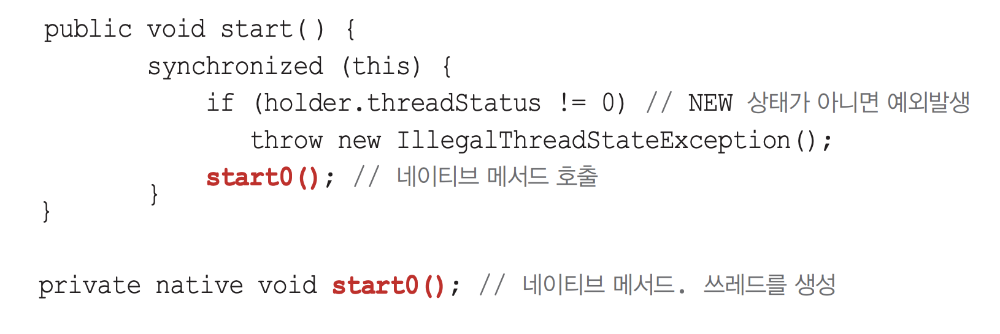 public void start() {
synchronized (this) {
if (holder.threadStatus != 0) // NEW 상태가 아니면 예외발생
throw new IllegalThreadStateException();
start0(); // 네이티브 메서드 호출
}
}
private native void start0(); // 네이티브 메서드. 쓰레드를 생성